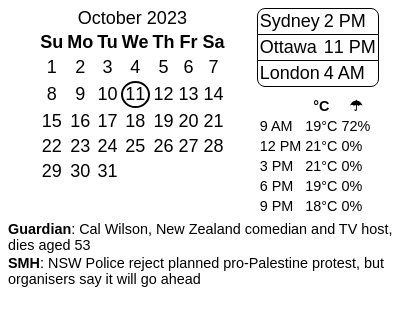 October 2023
Su Mo Tu We Th Fr Sa
1 2 3 4 5 6 7
8 9 10 11 12 13 14
15 16 17 18 19 20 21
22 23 24 25 26 27 28
29 30 31
Sydney 2 PM
Ottawa 11 PM
London 4 AM
°C ☂
9 AM 19°C 72%
12 PM 21°C 0%
3 PM 21°C 0%
6 PM 19°C 0%
9 PM 18°C 0%
Guardian: Cal Wilson, New Zealand comedian and TV host,
dies aged 53
SMH: NSW Police reject planned pro-Palestine protest, but
organisers say it will go ahead